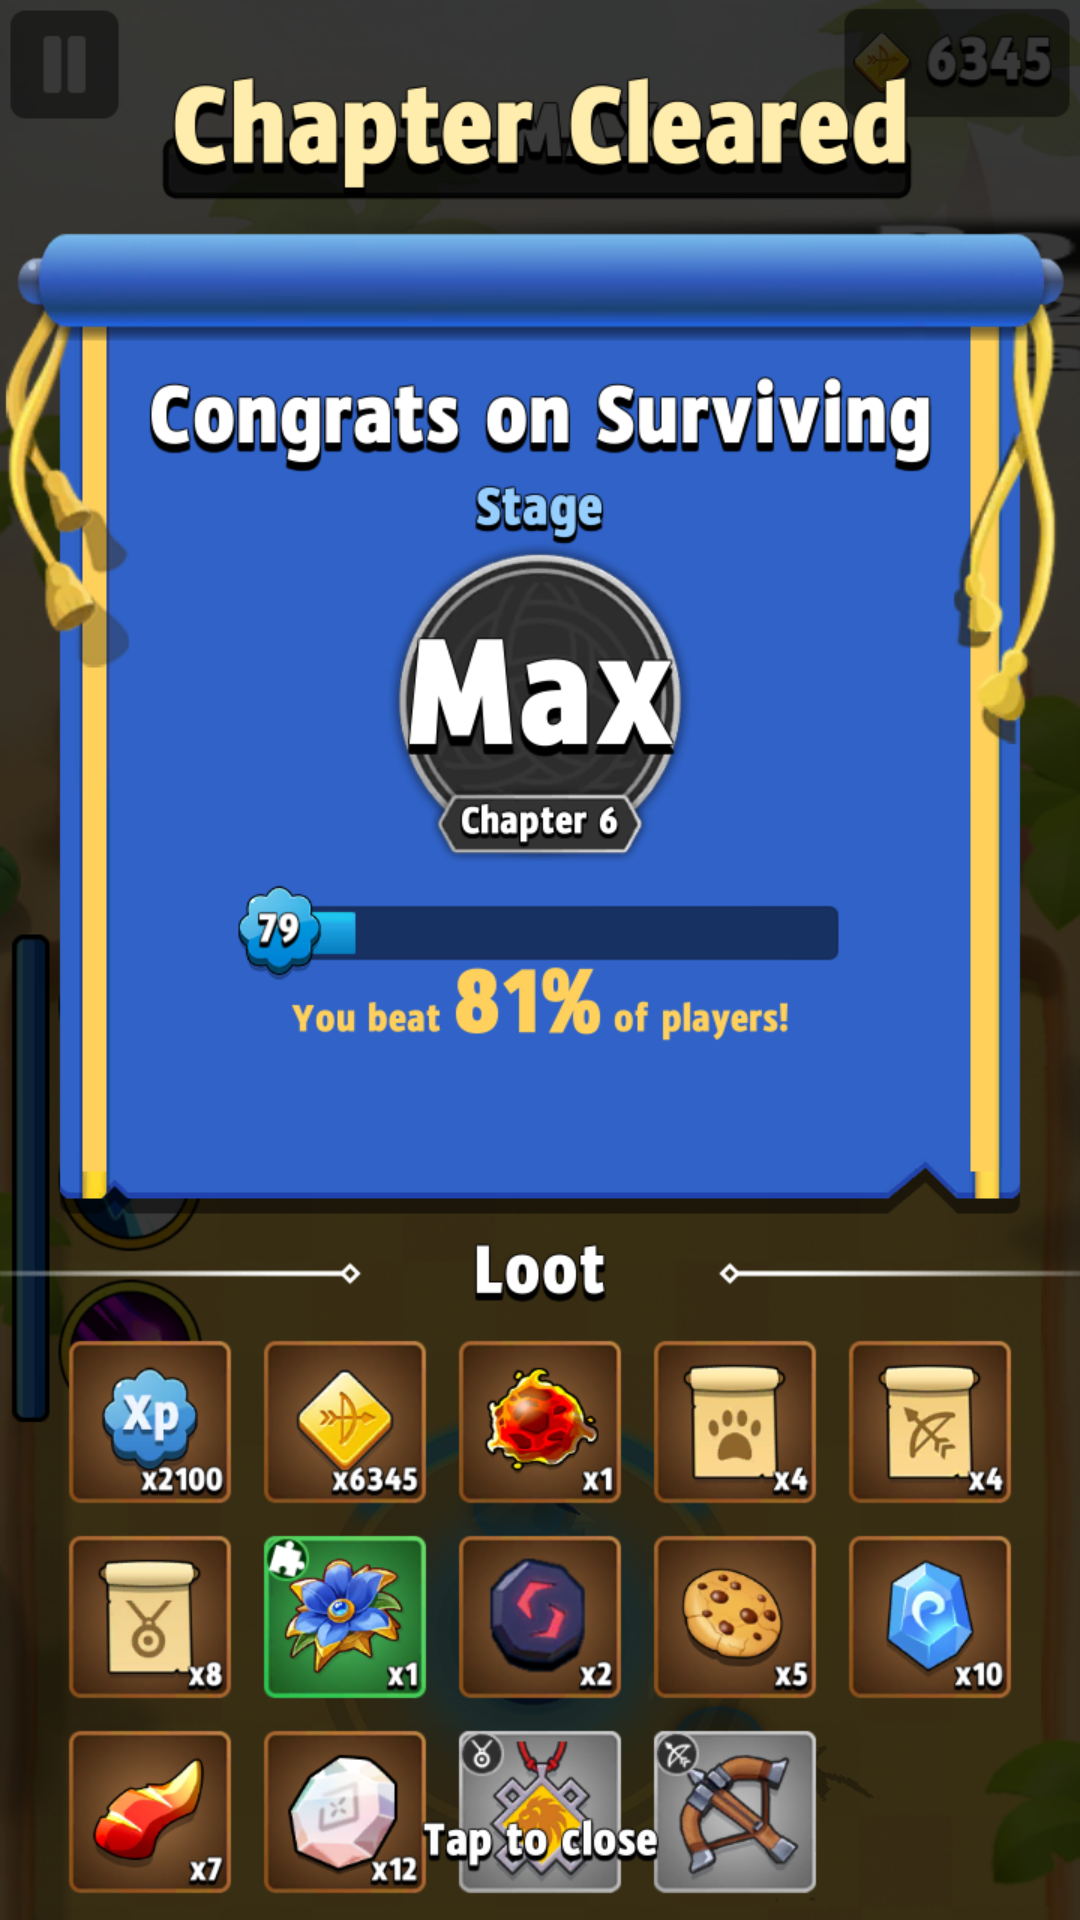 6345
Chapter Cleared
Congrats on Surviving
Stage
Max
Chapter 6
79
You beat 81% of players!
Loot
Xp
x2100
x6345
x1
x4
x4
x8
x1
x2
x5
x10
x7
x12
Tap to close